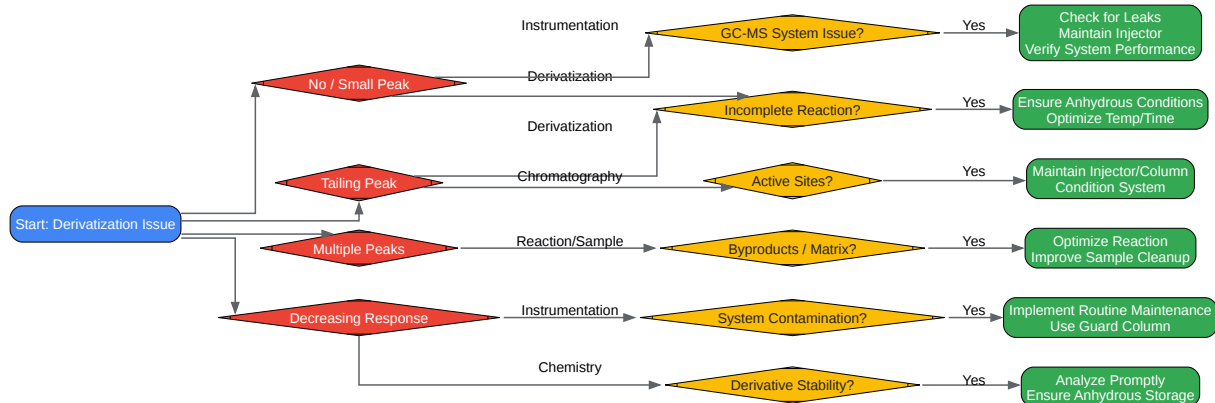 Instrumentation
GC-MS System Issue?
Yes
Check for Leaks
Maintain Injector
Verify System Performance
No / Small Peak
Derivatization
Incomplete Reaction?
Yes
Ensure Anhydrous Conditions
Optimize Temp/Time
Derivatization
Tailing Peak
Chromatography
Active Sites?
Yes
Maintain Injector/Column
Condition System
Start: Derivatization Issue
Multiple Peaks
Reaction/Sample
Byproducts / Matrix?
Yes
Optimize Reaction
Improve Sample Cleanup
Decreasing Response
Instrumentation
System Contamination?
Yes
Implement Routine Maintenance
Use Guard Column
Chemistry
Derivative Stability?
Yes
Analyze Promptly
Ensure Anhydrous Storage